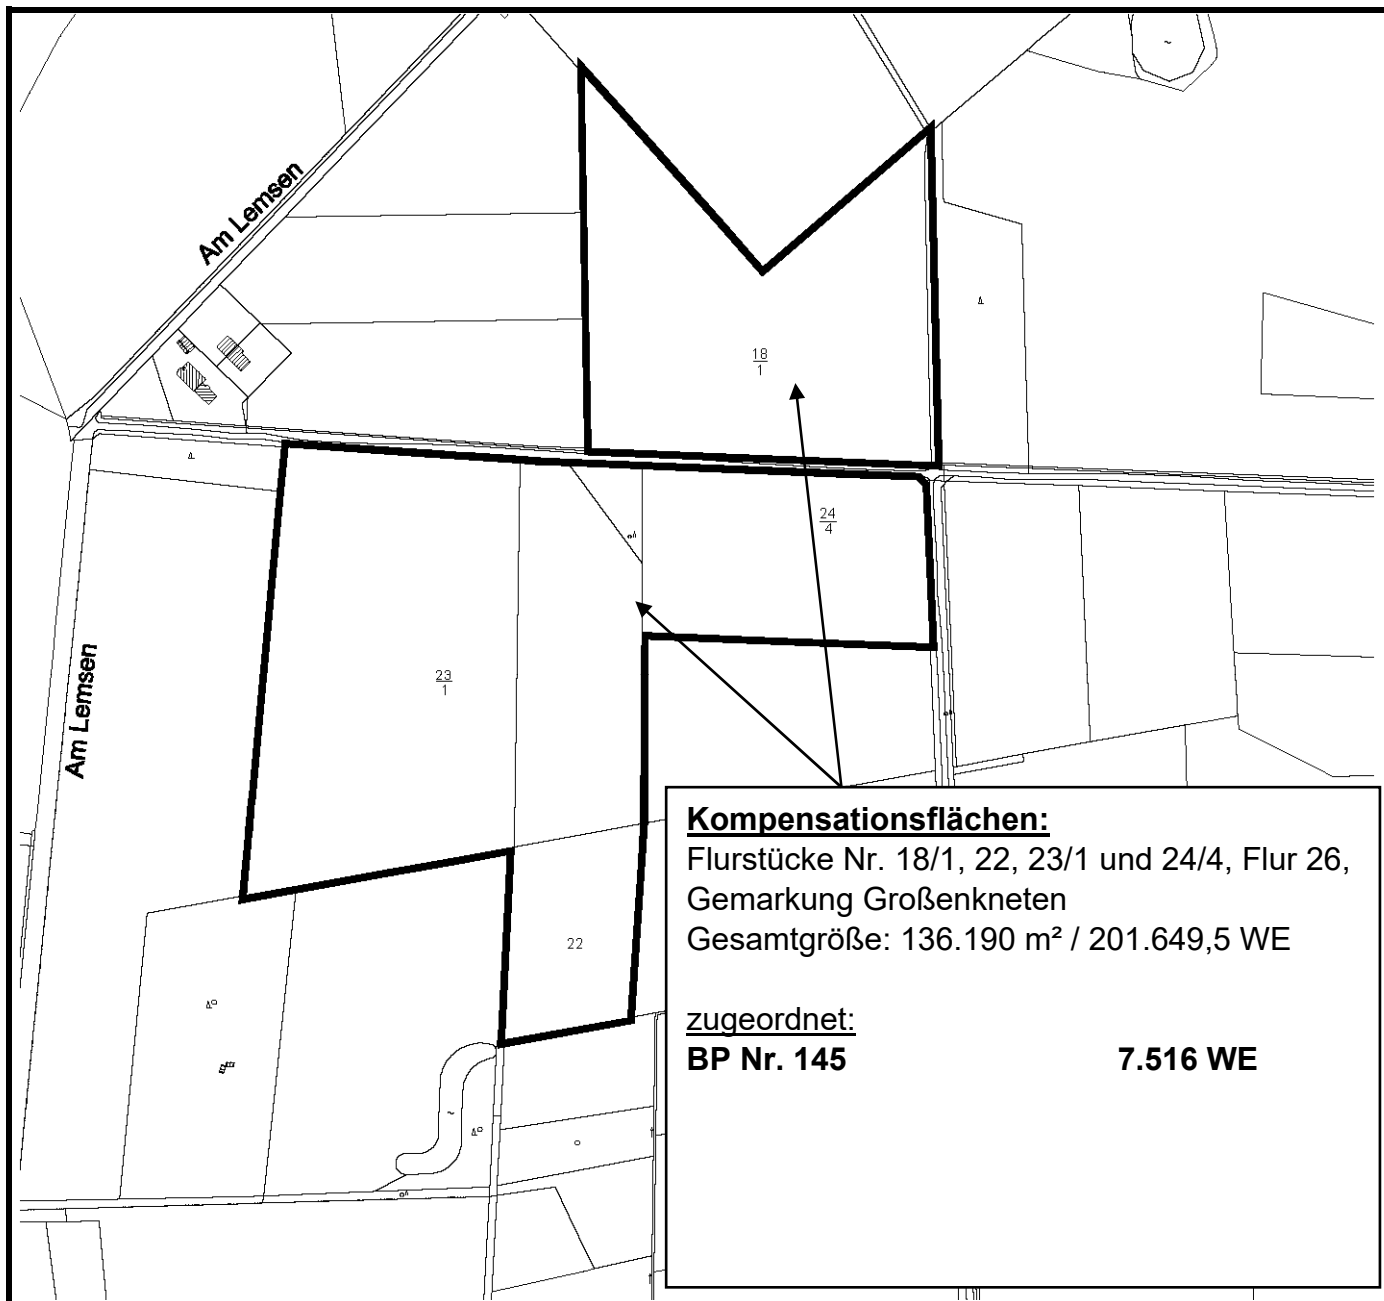 Am Lemsen
18
1
24
4
23
1
Am Lemsen
22
Kompensationsflächen:
Flurstücke Nr. 18/1, 22, 23/1 und 24/4, Flur 26,
Gemarkung Großenkneten
Gesamtgröße: 136.190 m² / 201.649,5 WE
zugeordnet:
BP Nr. 145 7.516 WE